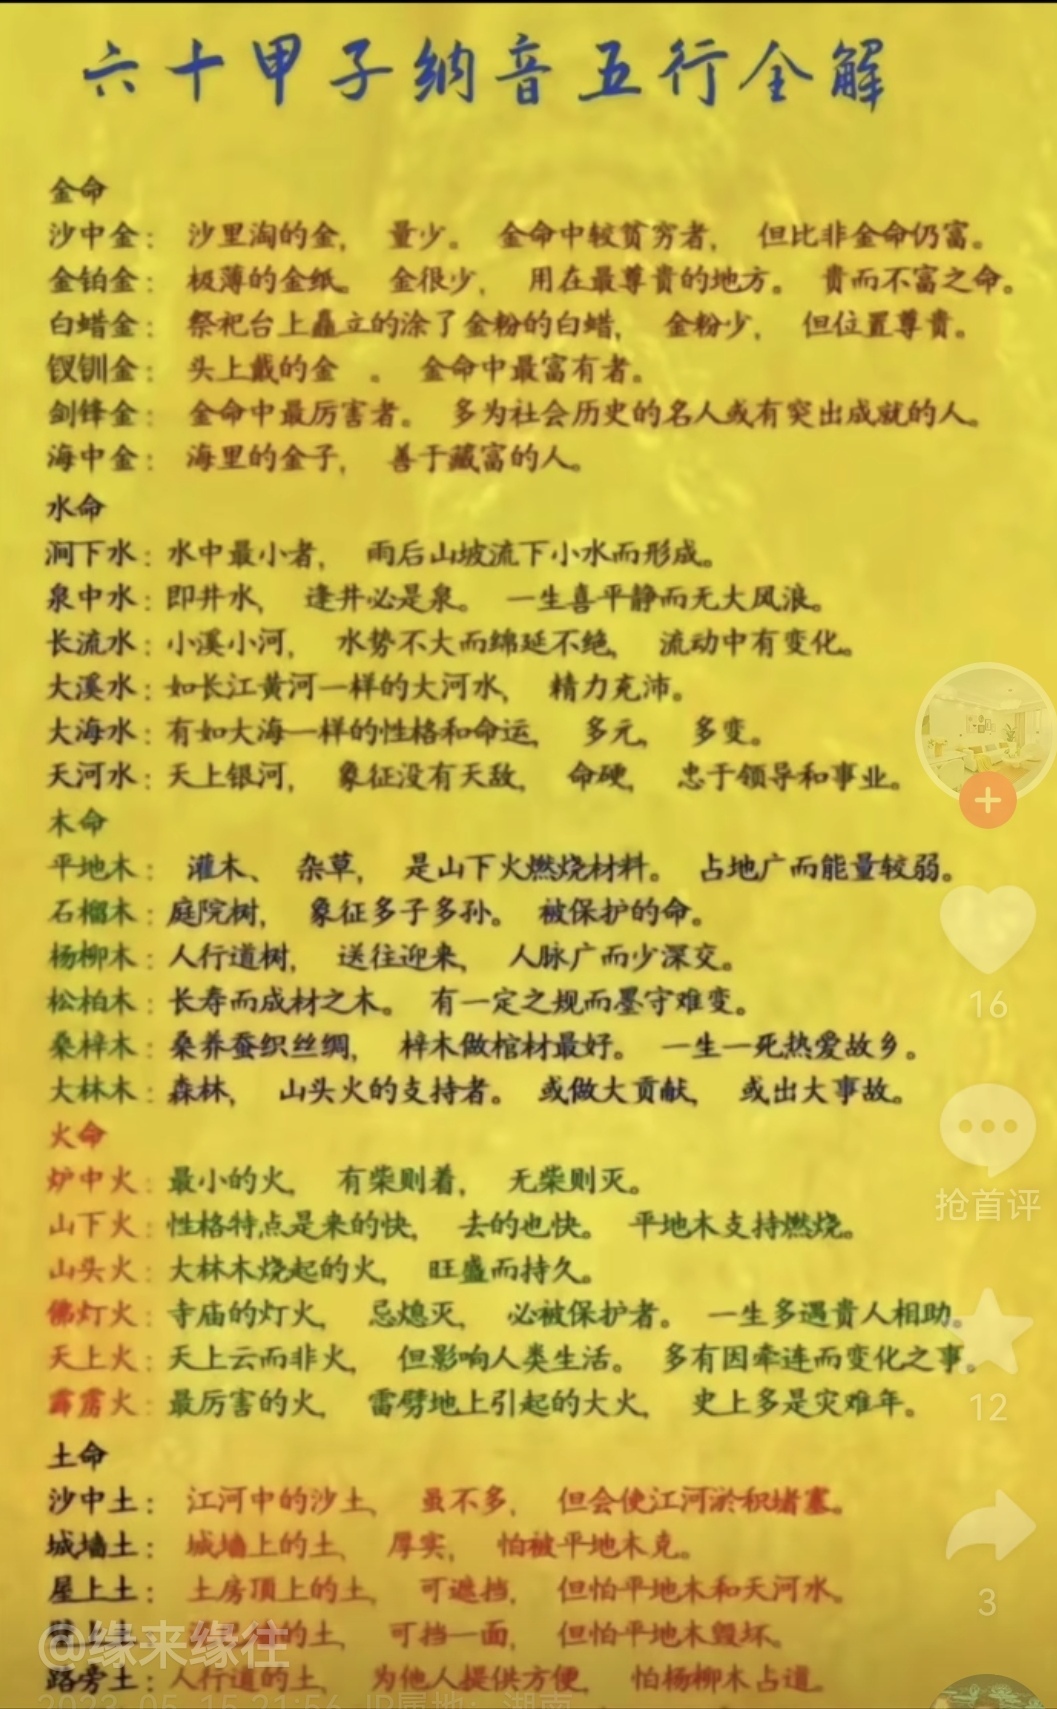 六十甲子纳音五行全解
金命
沙中金： 沙里淘的金， 量少。 金命中较贫穷者， 但比非金命仍富。
金铂金： 极薄的金纸。 金很少， 用在最尊贵的地方。 贵而不富之命。
白蜡金： 祭祀台上矗立的涂了金粉的白蜡， 金粉少， 但位置尊贵。
钗钏金： 头上戴的金 。 金命中最富有者。
剑锋金： 金命中最厉害者。 多为社会历史的名人或有突出成就的人。
海中金： 海里的金子， 善于藏富的人。
水命
涧下水：水中最小者， 雨后山坡流下小水而形成。
泉中水：即井水， 逢井必是泉。 一生喜平静而无大风浪。
长流水：小溪小河， 水势不大而绵延不绝， 流动中有变化。
大溪水：如长江黄河一样的大河水， 精力充沛。
大海水：有如大海一样的性格和命运， 多元， 多变。
天河水：天上银河， 象征没有天敌， 命硬， 忠于领导和事业。
木命
平地木： 灌木、 杂草， 是山下火燃烧材料。 占地广而能量较弱。
石榴木：庭院树， 象征多子多孙。 被保护的命。
杨柳木：人行道树， 送往迎来， 人脉广而少深交。
松柏木：长寿而成材之木。 有一定之规而墨守难变。
桑梓木：桑养蚕织丝绸， 梓木做棺材最好。 一生一死热爱故乡。
大林木：森林， 山头火的支持者。 或做大贡献， 或出大事故。
火命
炉中火：最小的火， 有柴则着， 无柴则灭。
山下火：性格特点是来的快， 去的也快。 平地木支持燃烧。
山头火：大林木烧起的火， 旺盛而持久。
佛灯火：寺庙的灯火， 忌熄灭， 必被保护者。 一生多遇贵人相助。
天上火：天上云而非火， 但影响人类生活。 多有因牵连而变化之事。
霹雳火：最厉害的火， 雷劈地上引起的大火， 史上多是灾难年。
土命
沙中土： 江河中的沙土， 虽不多， 但会使江河淤积堵塞。
城墙土： 城墙上的土， 厚实， 怕被平地木克。
屋上土： 土房頂上的土， 可遮挡， 但怕平地木和天河水。
的土， 可挡一面， 但怕平地木毁坏。
@缘来缘往
路旁土：人行道的土， 为他人提供方便， 怕杨柳木占道。
2023-05-15 21:56 IP属地：湖南
16
抢首评
12
3